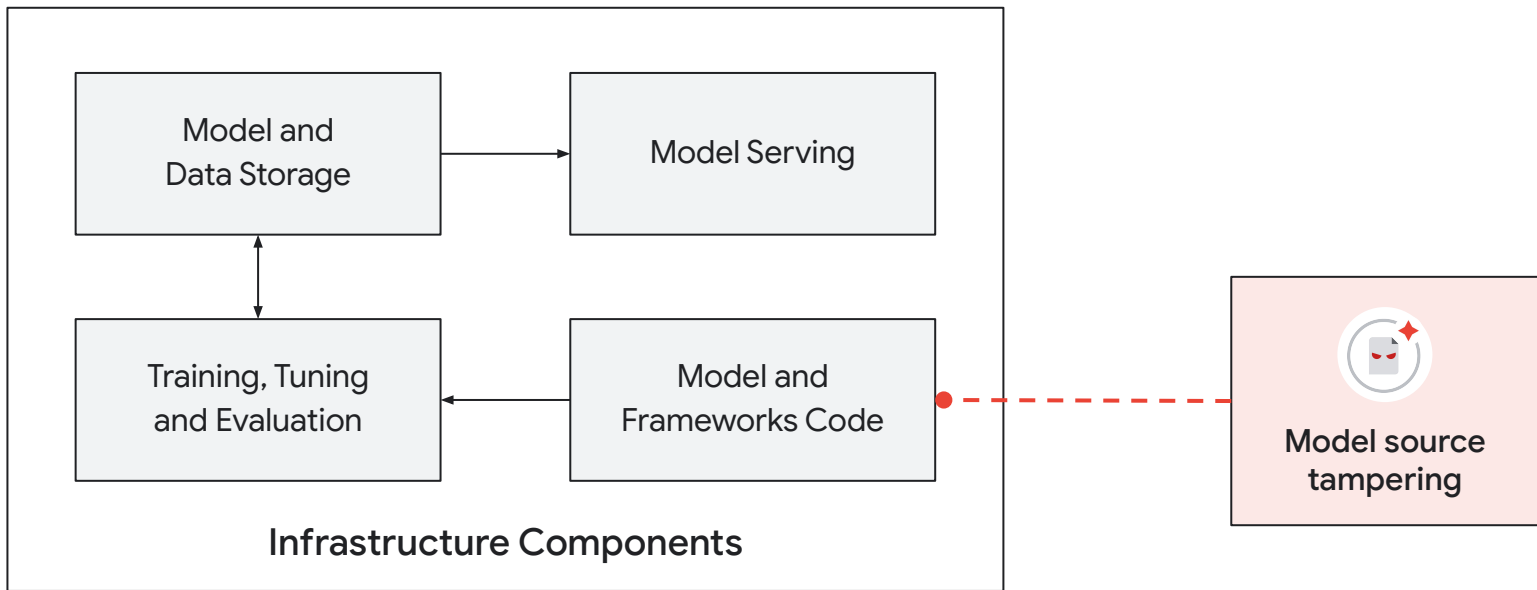 Model and
Data Storage
Model Serving
Training, Tuning
and Evaluation
Model and
Frameworks Code
Infrastructure Components
Model source
tampering